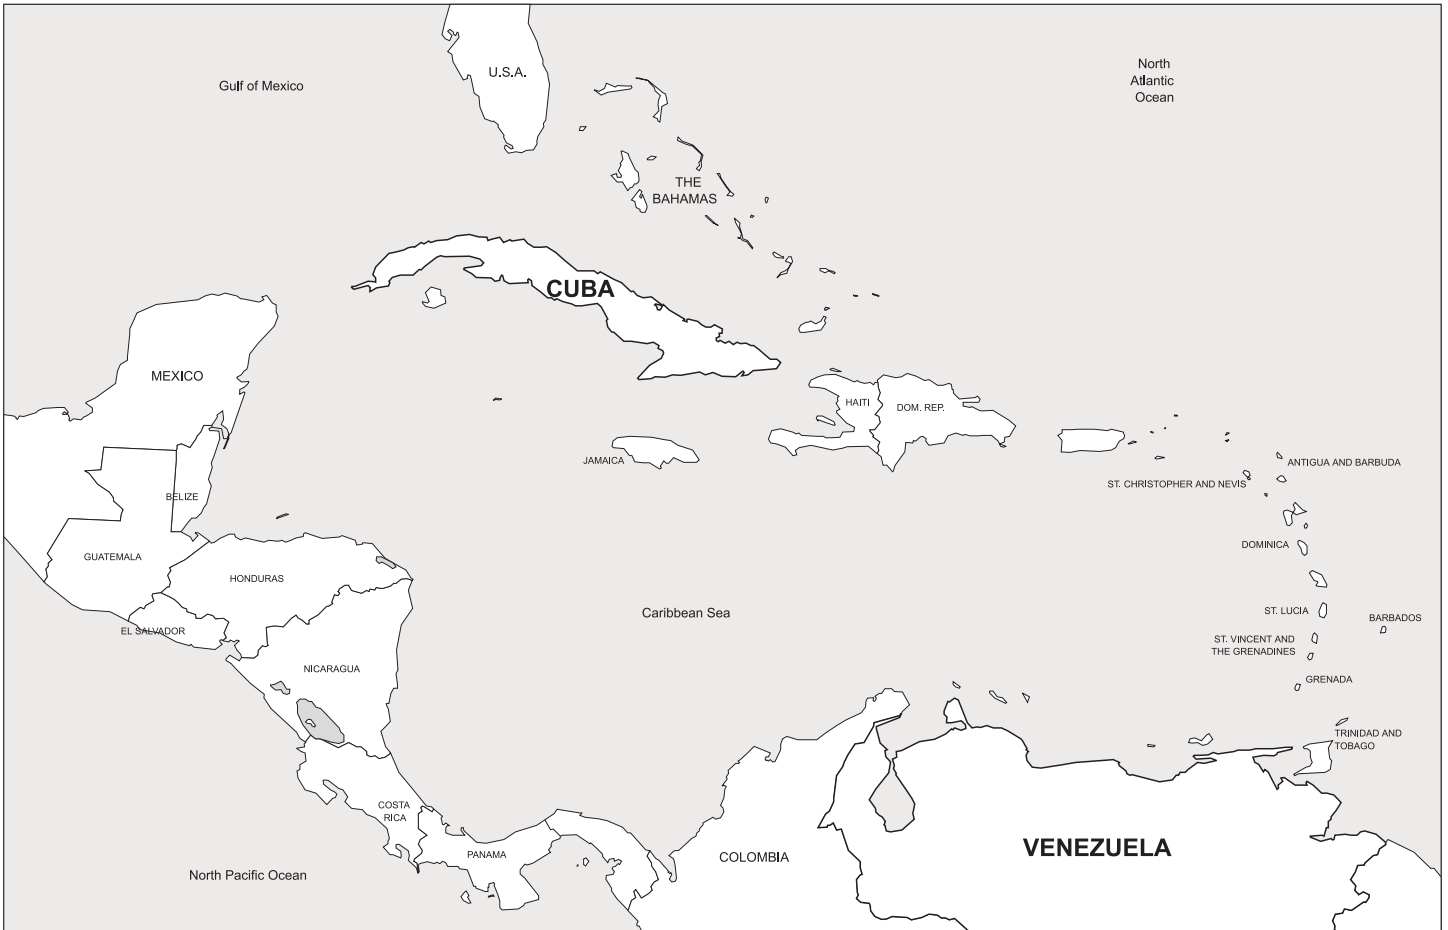 U.S.A.
Gulf of Mexico
North
Atlantic
Ocean
THE
BAHAMAS
CUBA
MEXICO
HAITI
DOM. REP.
JAMAICA
ANTIGUA AND BARBUDA
ST. CHRISTOPHER AND NEVIS
BELIZE
GUATEMALA
DOMINICA
HONDURAS
Caribbean Sea
ST. LUCIA
BARBADOS
EL SALVADOR
ST. VINCENT AND
THE GRENADINES
NICARAGUA
GRENADA
TRINIDAD AND
TOBAGO
COSTA
RICA
PANAMA
COLOMBIA
VENEZUELA
North Pacific Ocean